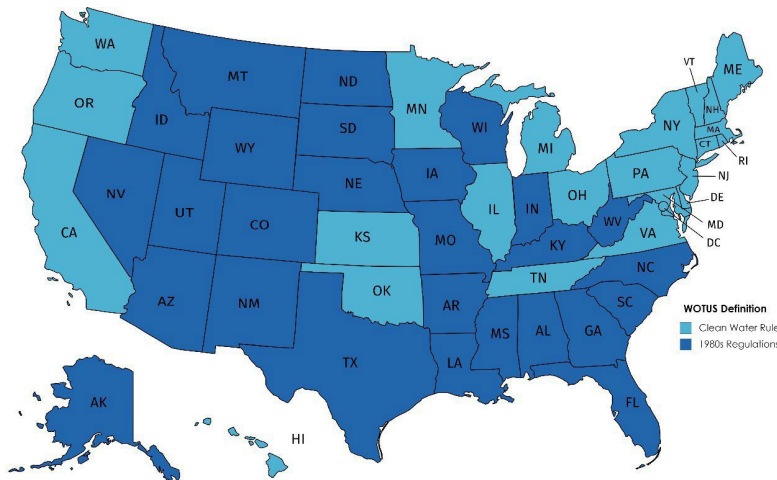 WA
OR
CA
ID
NV
MT
WY
UT
AZ
CO
NM
ND
SD
NE
KS
OK
TX
MN
IA
MO
AR
LA
WI
IL
MS
MI
IN
KY
TN
AL
OH
WV
VA
NC
SC
GA
FL
PA
NY
VT
NH
ME
MA
CT
RI
NJ
DE
MD
DC
AK
HI
WOTUS Definition
Clean Water Rule
1980s Regulations